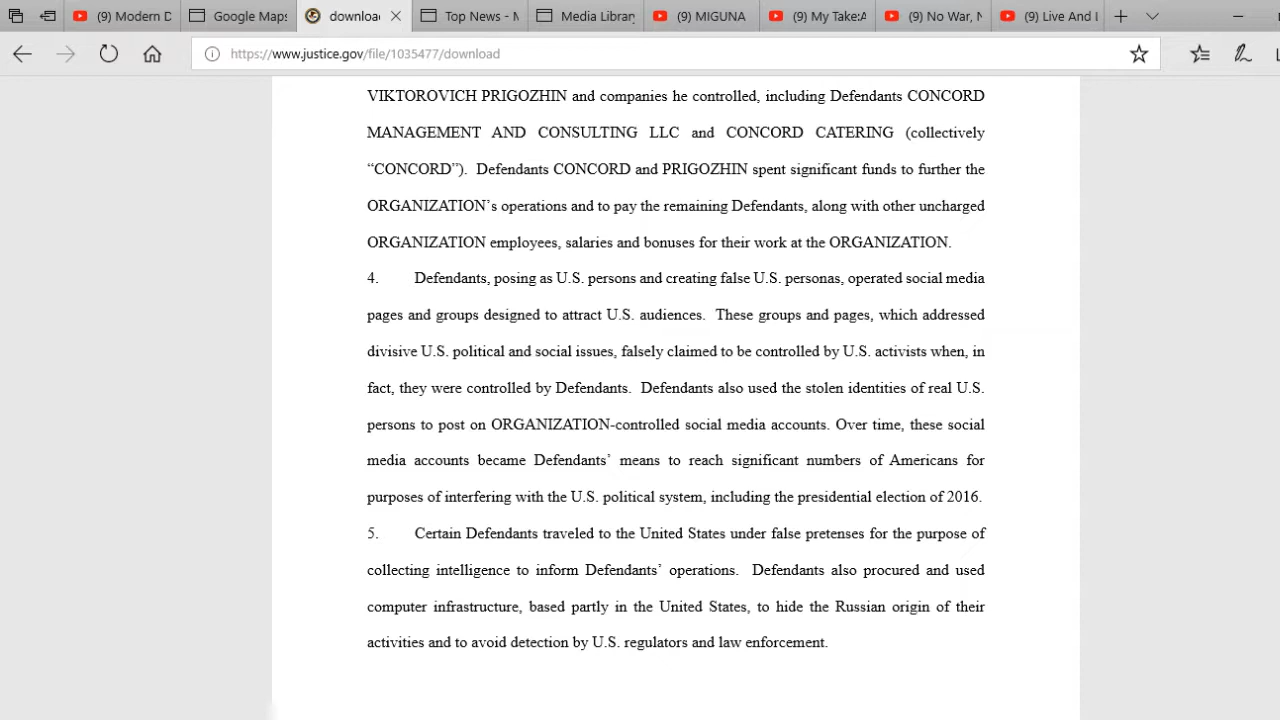 (9) Modern D
Google Maps
downloa
Top News - M
Media Library
(9) MIGUNA
(9) My Take:A
(9) No War, N
(9) Live And L
https://www.justice.gov/file/1035477/download
VIKTOROVICH PRIGOZHIN and companies he controlled, including Defendants CONCORD
MANAGEMENT AND CONSULTING LLC and CONCORD CATERING (collectively
“CONCORD”). Defendants CONCORD and PRIGOZHIN spent significant funds to further the
ORGANIZATION’s operations and to pay the remaining Defendants, along with other uncharged
ORGANIZATION employees, salaries and bonuses for their work at the ORGANIZATION.
4. Defendants, posing as U.S. persons and creating false U.S. personas, operated social media
pages and groups designed to attract U.S. audiences. These groups and pages, which addressed
divisive U.S. political and social issues, falsely claimed to be controlled by U.S. activists when, in
fact, they were controlled by Defendants. Defendants also used the stolen identities of real U.S.
persons to post on ORGANIZATION-controlled social media accounts. Over time, these social
media accounts became Defendants’ means to reach significant numbers of Americans for
purposes of interfering with the U.S. political system, including the presidential election of 2016.
5. Certain Defendants traveled to the United States under false pretenses for the purpose of
collecting intelligence to inform Defendants’ operations. Defendants also procured and used
computer infrastructure, based partly in the United States, to hide the Russian origin of their
activities and to avoid detection by U.S. regulators and law enforcement.